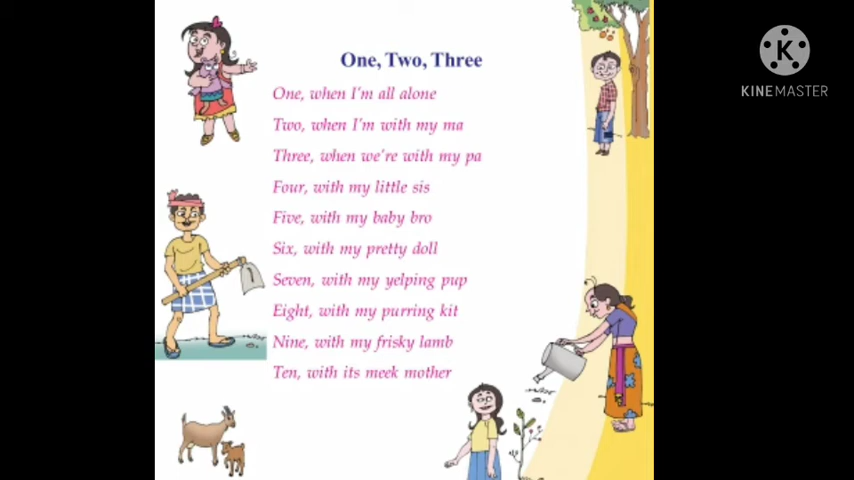 One, Two, Three
One, when I'm all alone
Two, when I'm with my ma
Three, when we're with my pa
Four, with my little sis
Five, with my baby bro
Six, with my pretty doll
Seven, with my yelping pup
Eight, with my purring kit
Nine, with my frisky lamb
Ten, with its meek mother
K
KINEMASTER